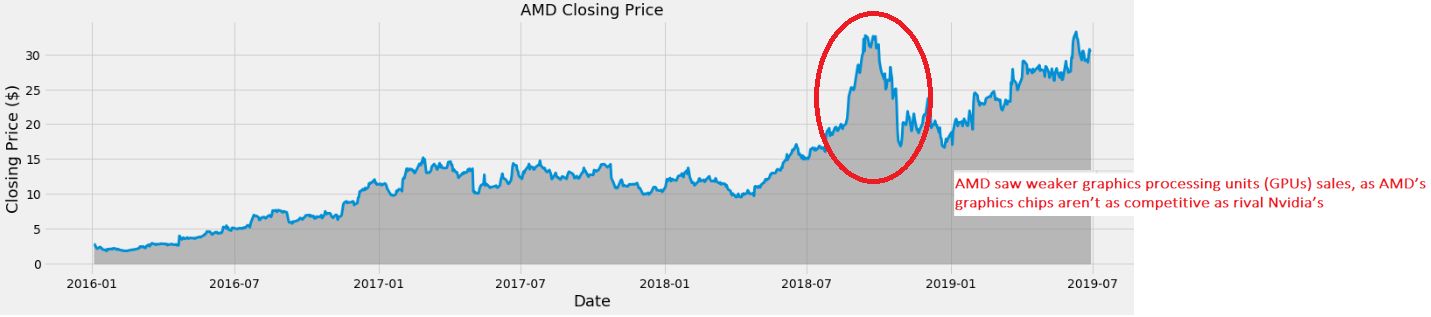 AMD Closing Price
Closing Price ($)
30
25
20
15
10
5
0
AMD saw weaker graphics processing units (GPUs) sales, as AMD's
graphics chips aren't as competitive as rival Nvidia's
2016-01 2016-07 2017-01 2017-07 2018-01 2018-07 2019-01 2019-07
Date